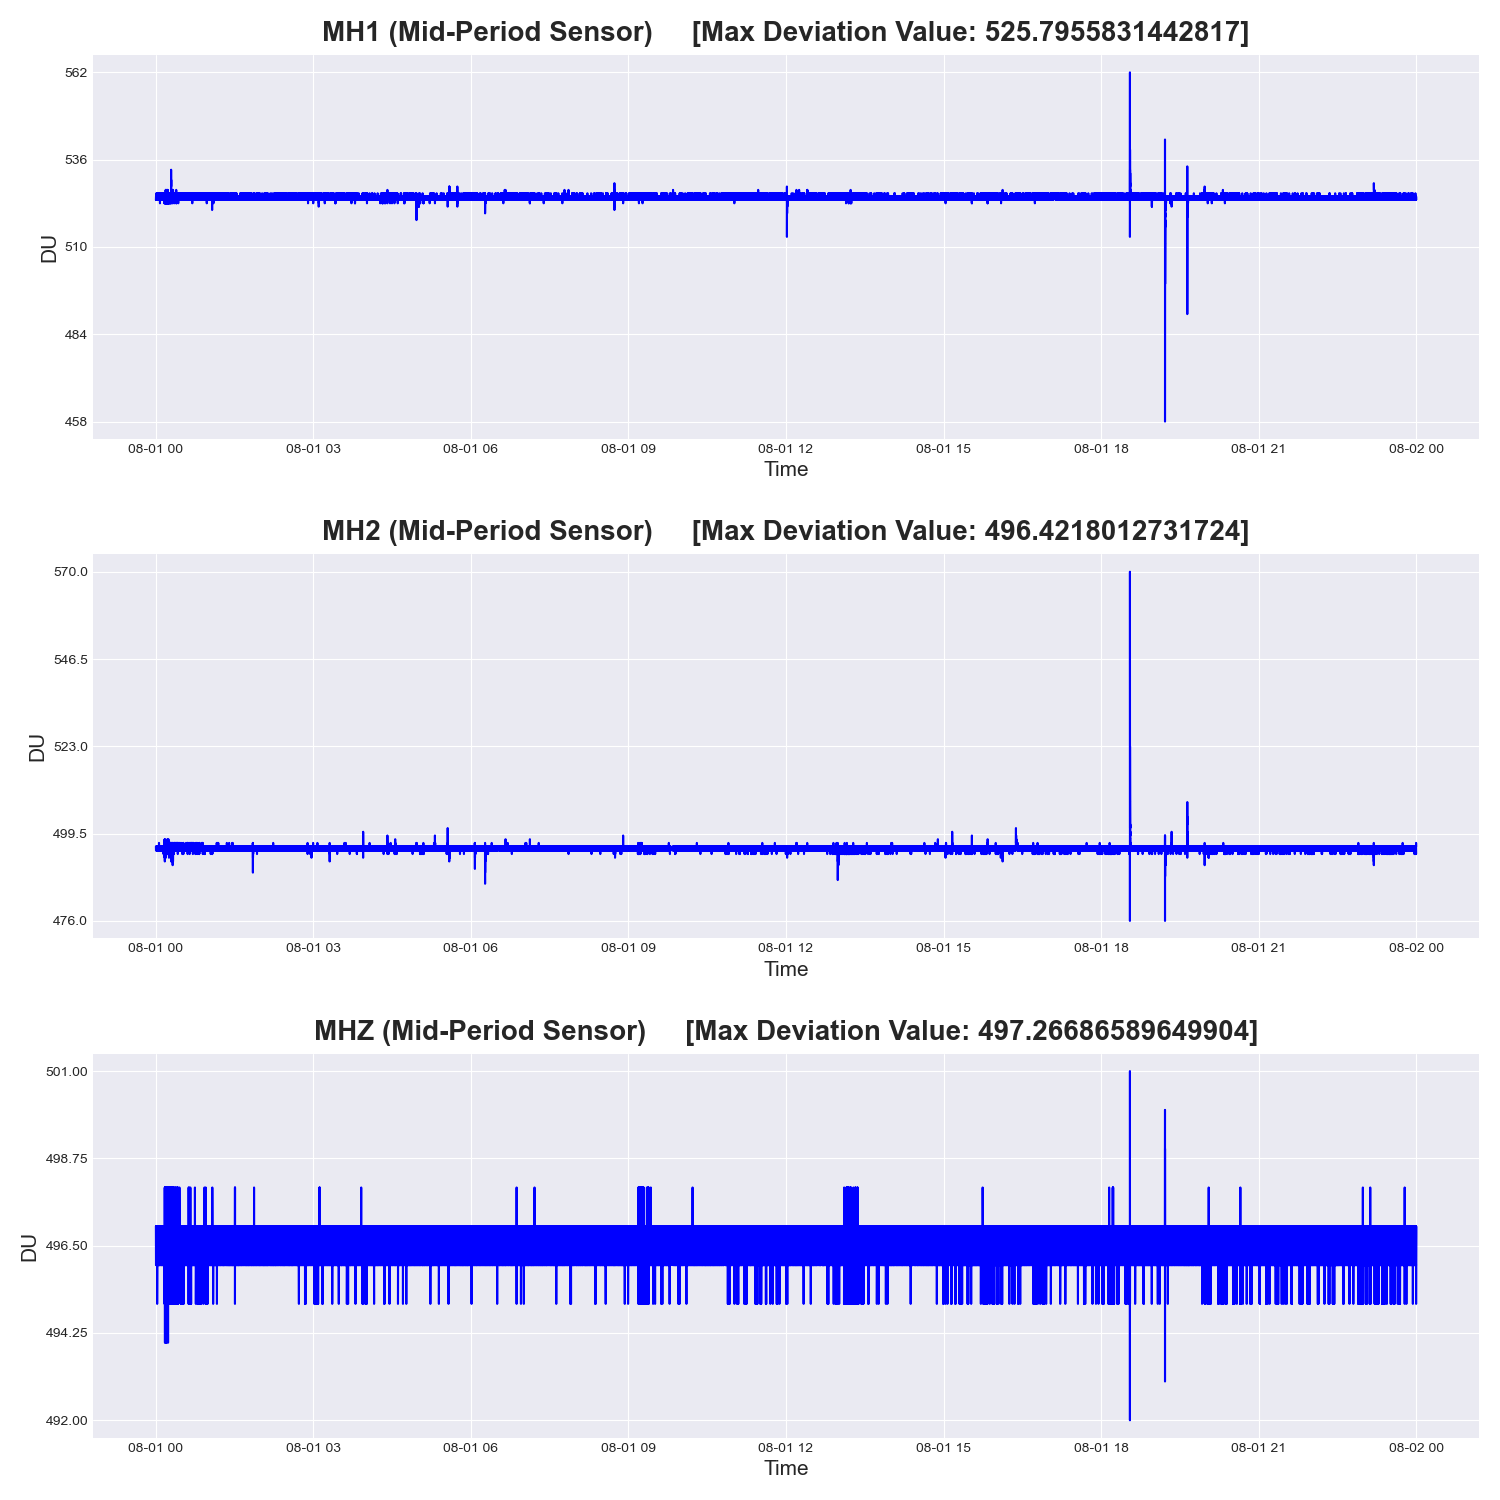 MH1 (Mid-Period Sensor)     [Max Deviation Value: 525.7955831442817]
562
536
510
484
458
DU
08-01 00 08-01 03 08-01 06 08-01 09 08-01 12 08-01 15 08-01 18 08-01 21 08-02 00
Time
MH2 (Mid-Period Sensor)     [Max Deviation Value: 496.4218012731724]
570.0
546.5
523.0
499.5
476.0
DU
08-01 00 08-01 03 08-01 06 08-01 09 08-01 12 08-01 15 08-01 18 08-01 21 08-02 00
Time
MHZ (Mid-Period Sensor)     [Max Deviation Value: 497.26686589649904]
501.00
498.75
496.50
494.25
492.00
DU
08-01 00 08-01 03 08-01 06 08-01 09 08-01 12 08-01 15 08-01 18 08-01 21 08-02 00
Time